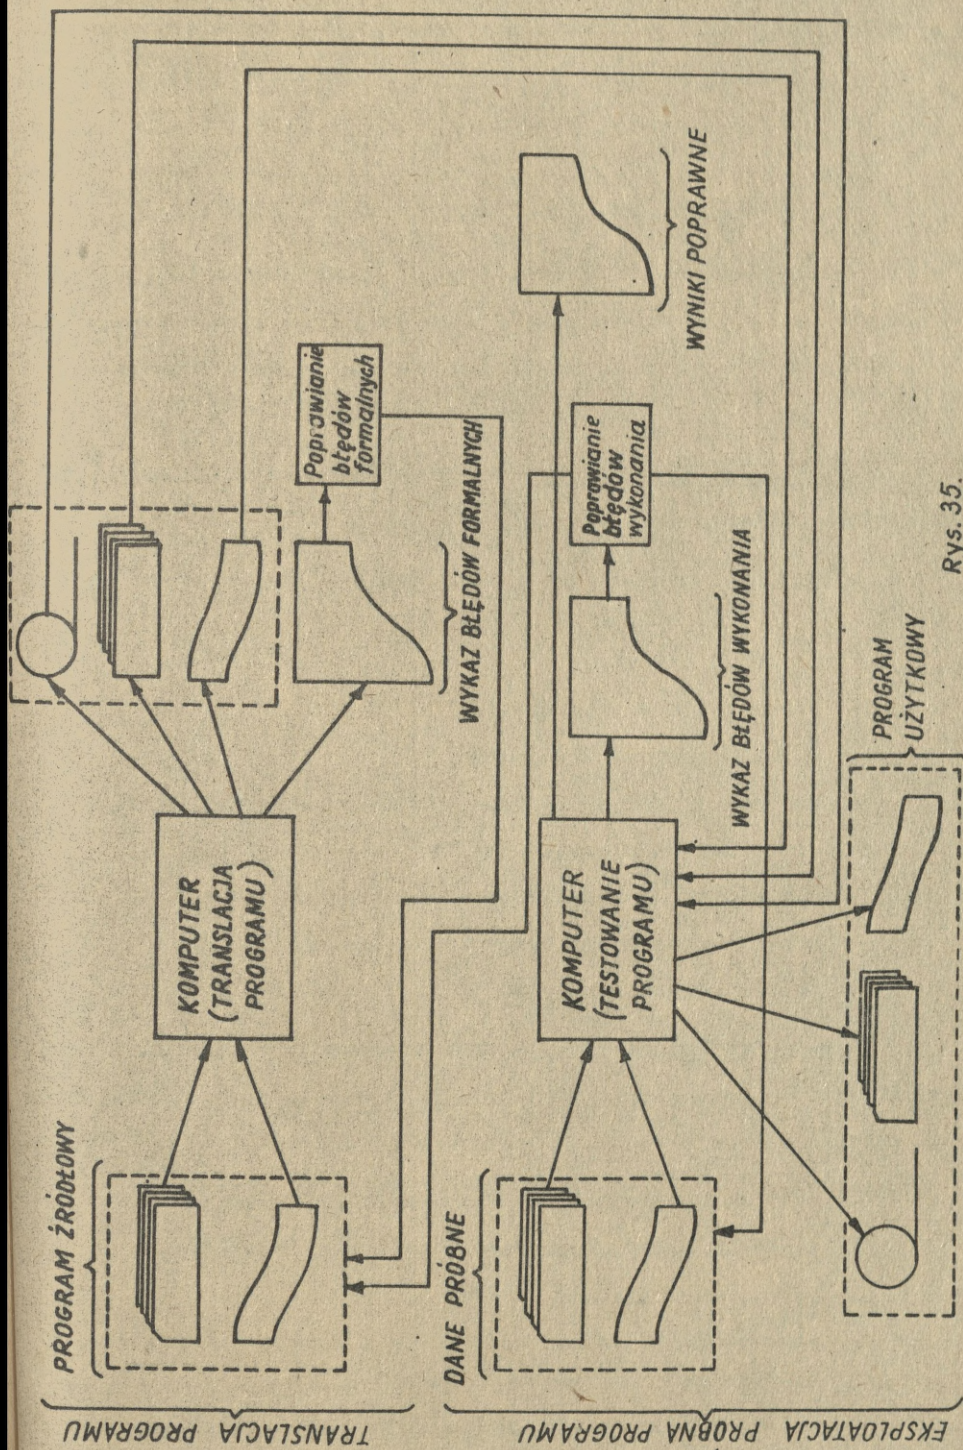 TRANSLACJA PROGRAMU
PROGRAM ŹRÓDŁOWY
KOMPUTER
(TRANSLACJA
PROGRAMU)
Poprawianie
błędów
formalnych
WYKAZ BŁĘDÓW FORMALNYCH
EKSPLOATACJA PRÓBNA PROGRAMU
DANE PRÓBNE
KOMPUTER
(TESTOWANIE
PROGRAMU)
Poprawianie
błędów
wykonania
WYKAZ BŁĘDÓW WYKONANIA
WYNIKI POPRAWNE
PROGRAM
UŻYTKOWY
Rys. 35.